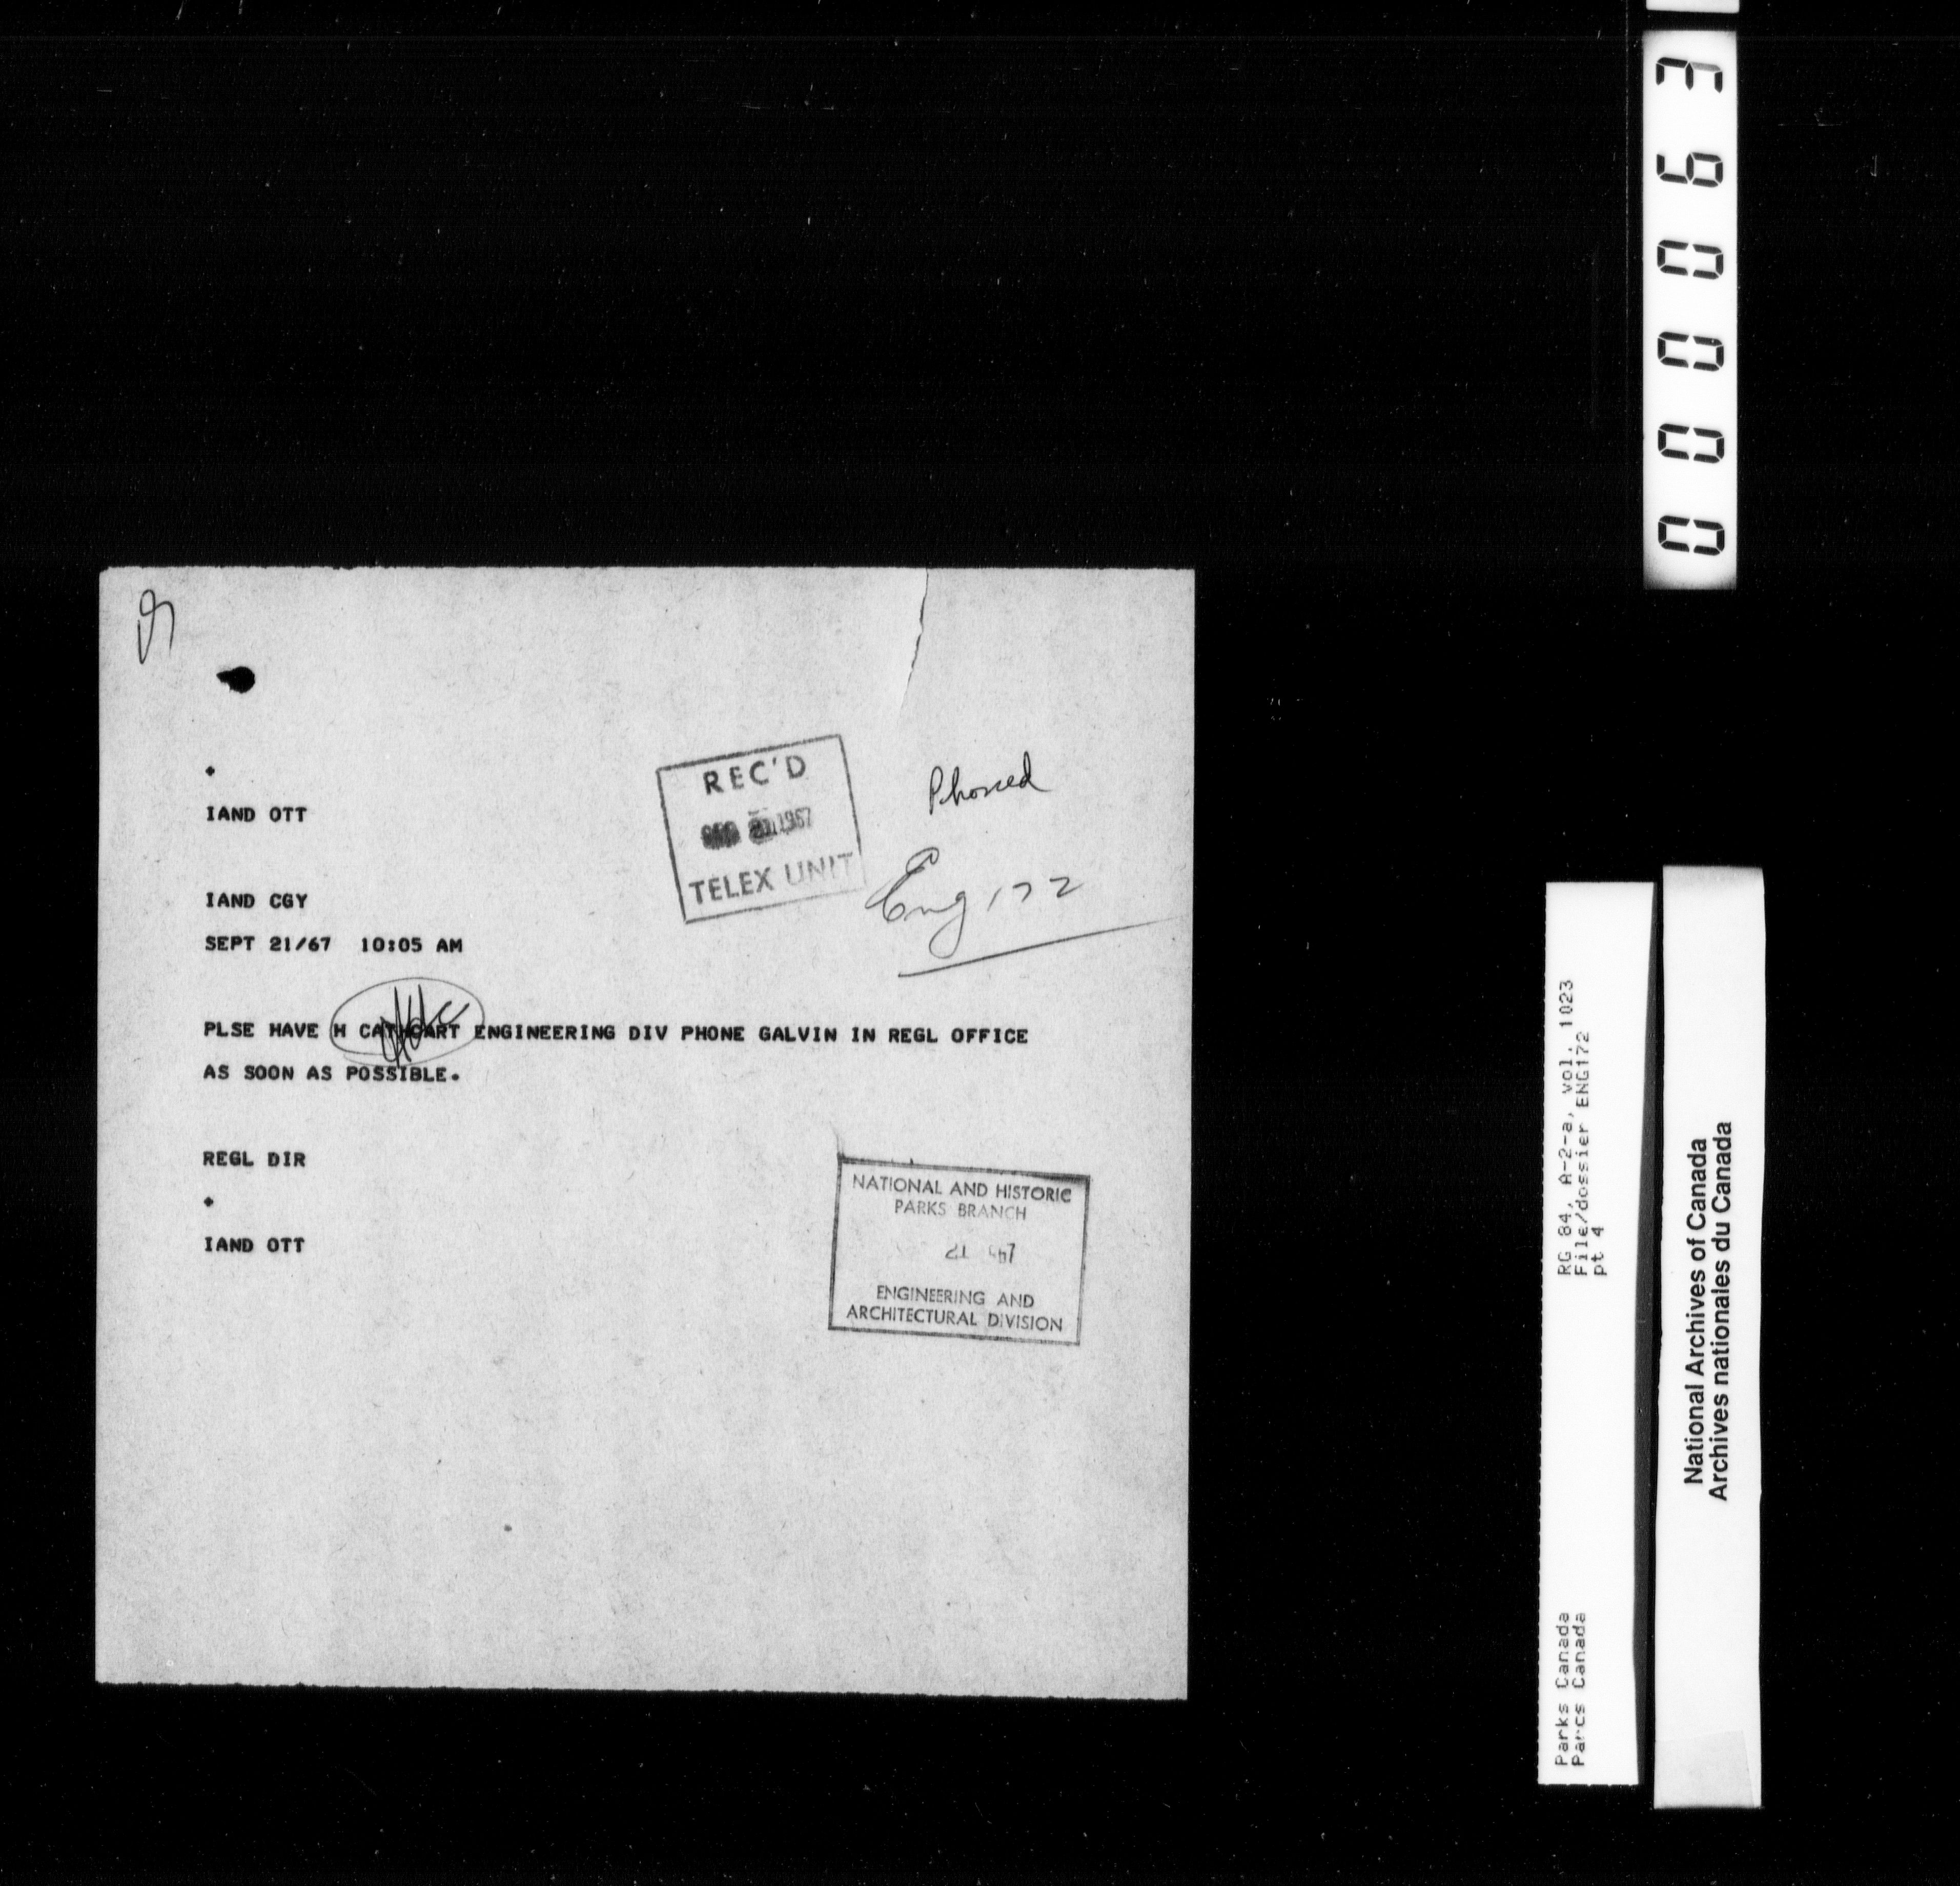 IAND OTT
REC'D
1967
TELEX UNIT
Phoned
Eng 172
IAND CGY
SEPT 21/67 10:05 AM
PLSE HAVE H CATHCART ENGINEERING DIV PHONE GALVIN IN REGL OFFICE
AS SOON AS POSSIBLE.
REGL DIR
IAND OTT
NATIONAL AND HISTORIC
PARKS BRANCH
ENGINEERING AND
ARCHITECTURAL DIVISION
000063
RG 84, A-2-a, vol. 1023
File/dossier ENG172
pt 4
Parks Canada
Parcs Canada
National Archives of Canada
Archives nationales du Canada